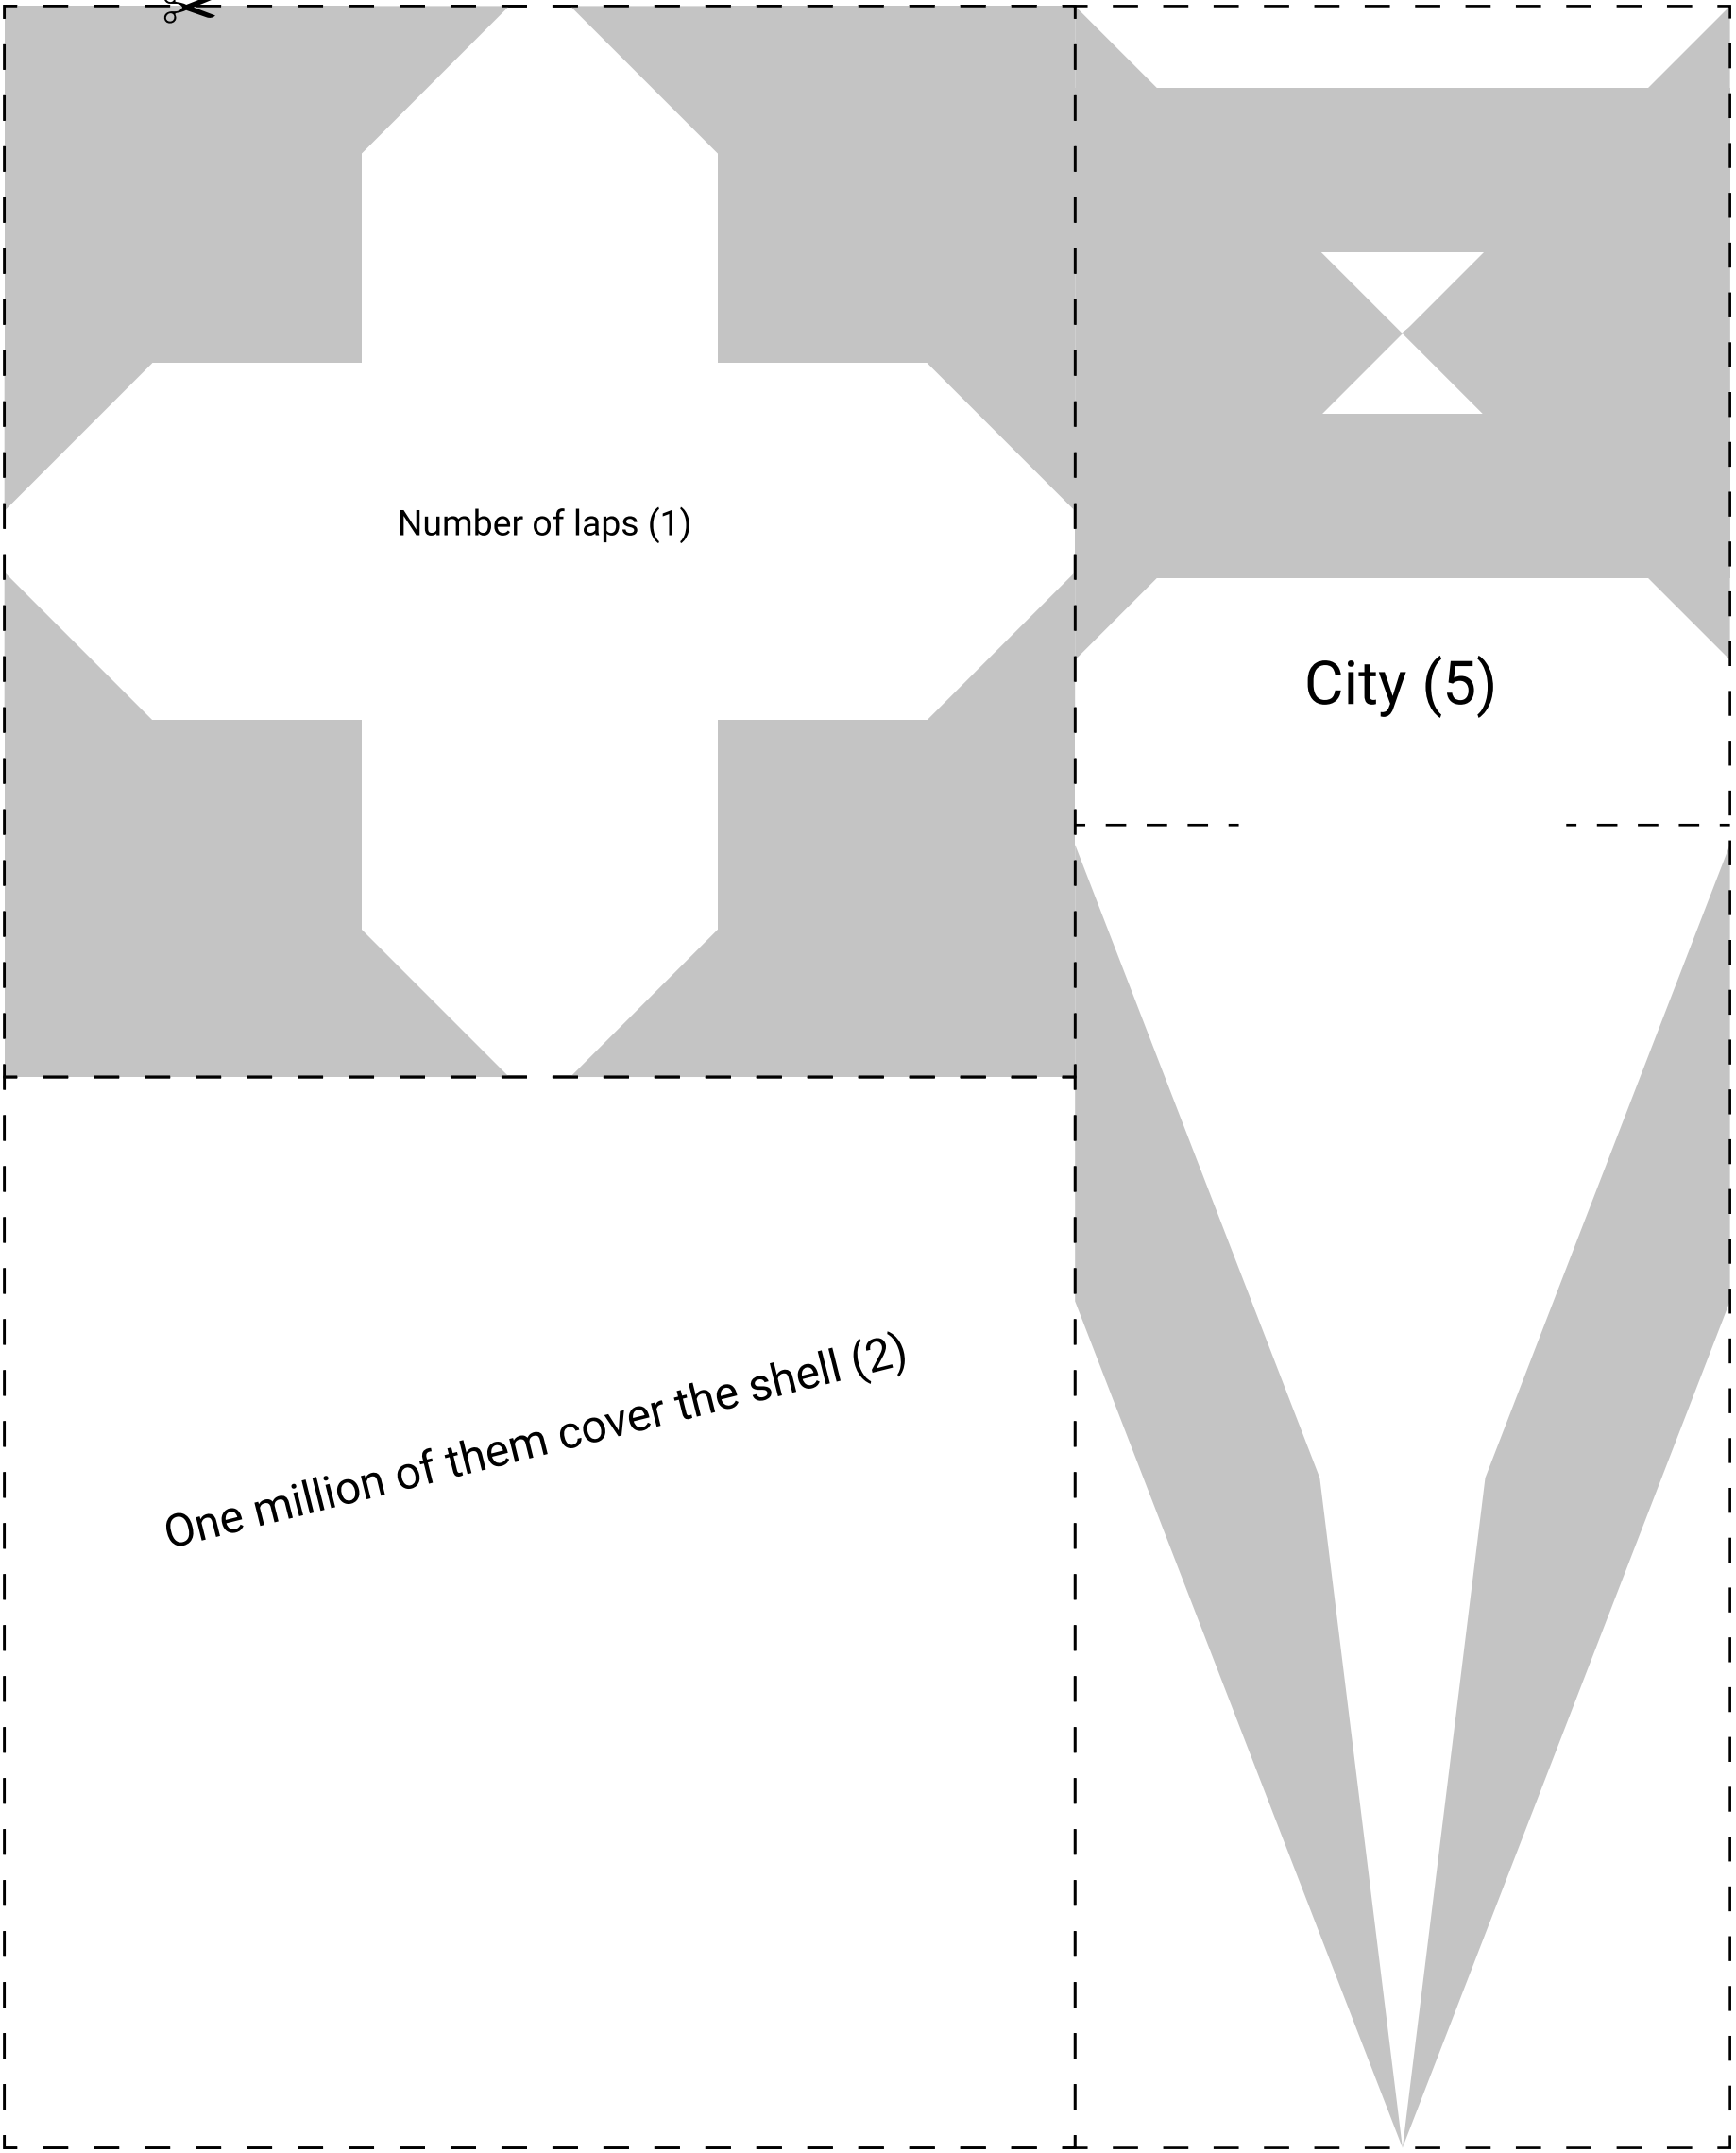 Number of laps (1)
City (5)
One million of them cover the shell (2)